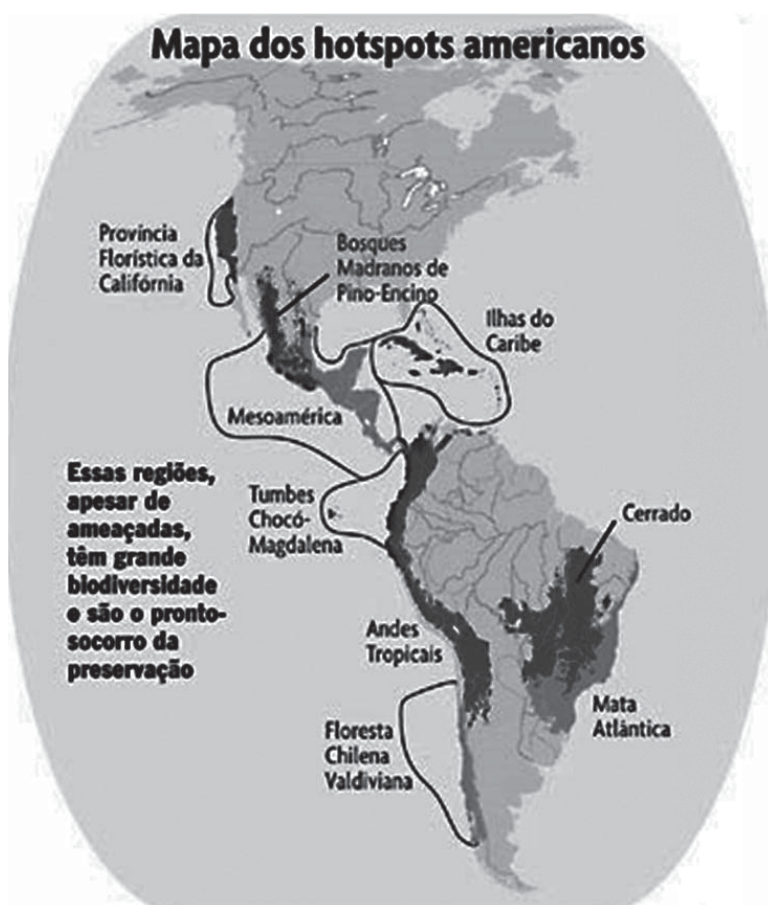 Mapa dos hotspots americanos
Província
Florística da
Califórnia
Bosques
Madranos de
Pino-Encino
Ilhas do
Caribe
Mesoamérica
Essas regiões,
apesar de
ameaçadas,
têm grande
biodiversidade
e são o pronto-
socorro da
preservação
Tumbes
Chocó-
Magdalena
Cerrado
Andes
Tropicais
Mata
Atlântica
Floresta
Chilena
Valdiviana